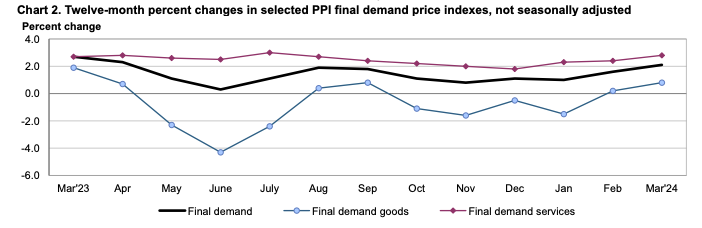 Chart 2. Twelve-month percent changes in selected PPI final demand price indexes, not seasonally adjusted
Percent change
4.0
2.0
0.0
-2.0
-4.0
-6.0
Mar'23 Apr May June July Aug Sep Oct Nov Dec Jan Feb Mar'24
Final demand Final demand goods Final demand services